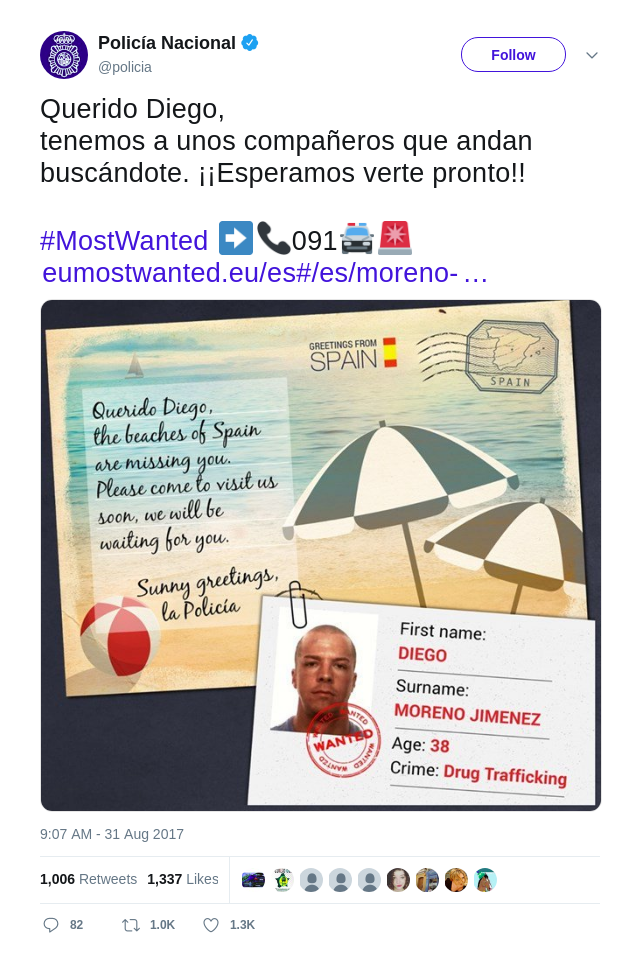 Policía Nacional
@policia
Follow
Querido Diego,
tenemos a unos compañeros que andan
buscándote. ¡¡Esperamos verte pronto!!
#MostWanted ➡️📞091🚔🚨
eumostwanted.eu/es#/es/moreno- …
GREETINGS FROM
SPAIN
SPAIN
Querido Diego,
the beaches of Spain
are missing you.
Please come to visit us
soon, we will be
waiting for you.
Sunny greetings,
la Policía
First name:
DIEGO
Surname:
MORENO JIMENEZ
Age: 38
Crime: Drug Trafficking
WANTED
WANTED
WANTED
WANTED
9:07 AM - 31 Aug 2017
1,006 Retweets 1,337 Likes
82 1.0K 1.3K